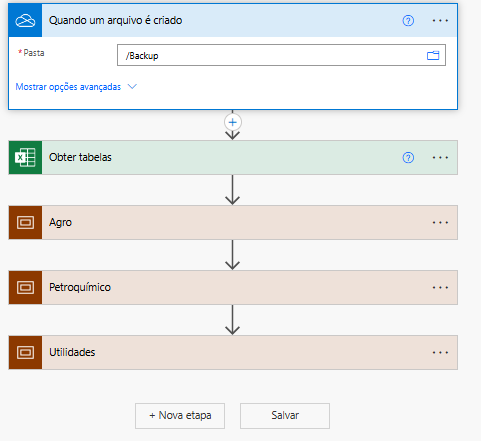 Quando um arquivo é criado
*Pasta
/Backup
Mostrar opções avançadas
Obter tabelas
Agro
Petroquímico
Utilidades
+ Nova etapa
Salvar